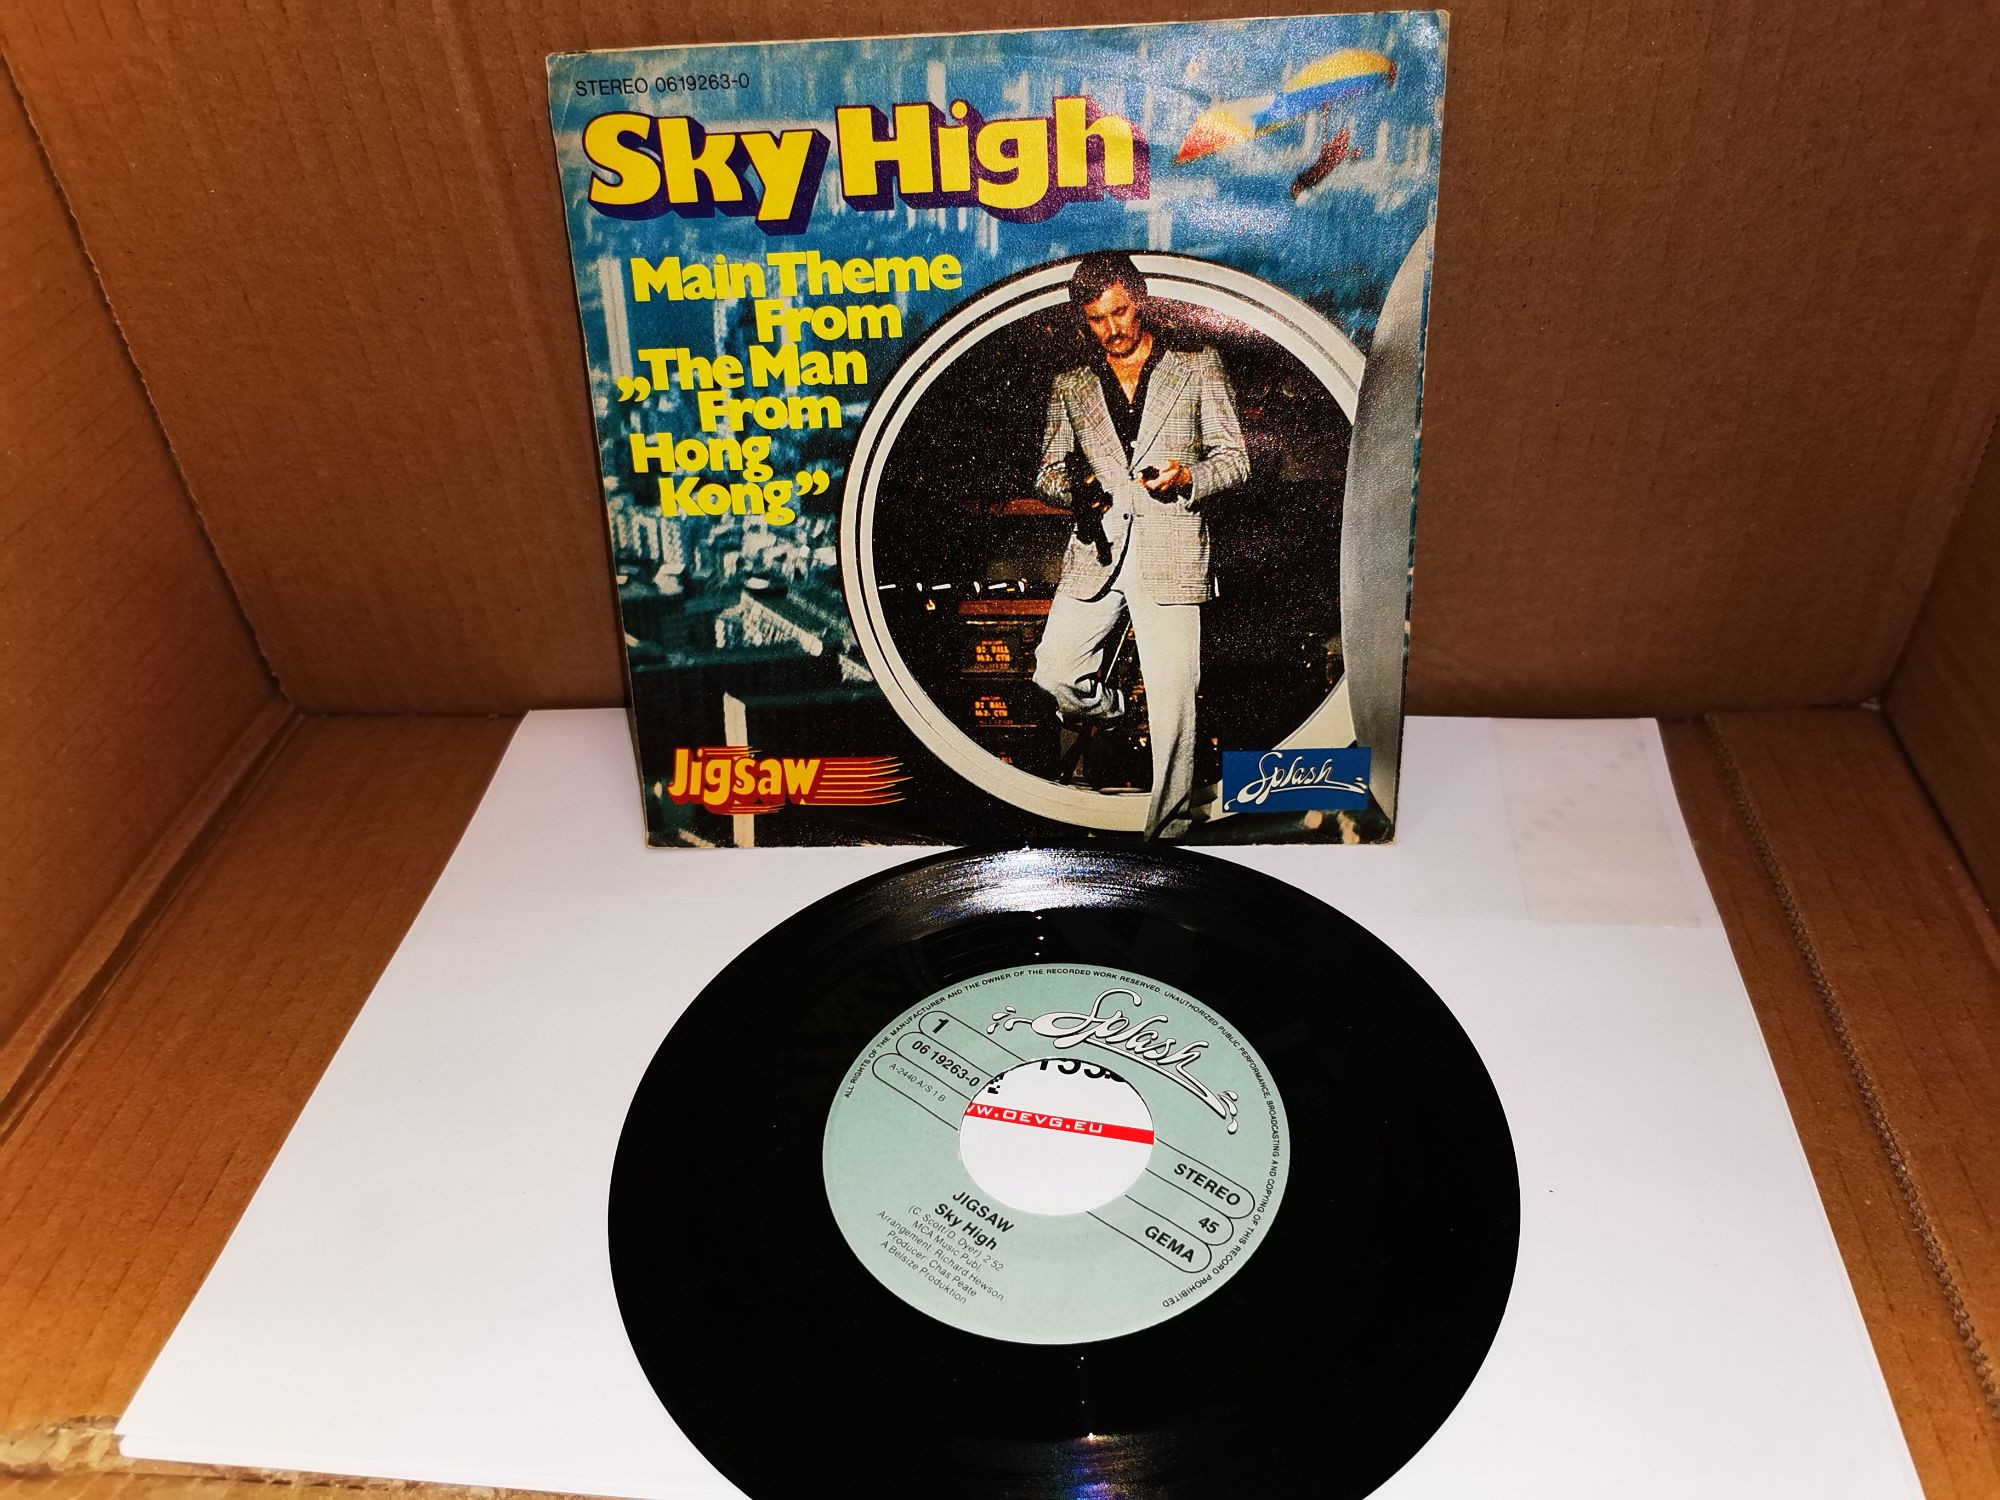 STEREO 0619263-0
Sky High
Main Theme
From
„The Man
From
Hong
Kong”
Jigsaw
Splash
ALL RIGHTS OF THE MANUFACTURER AND THE OWNER OF THE RECORDED WORK RESERVED. UNAUTHORIZED PUBLIC PERFORMANCE, BROADCASTING AND COPYING OF THIS RECORD PROHIBITED
Splash
1
06 19263-0
A-2440 A/S 1 B
WWW.OEVG.EU
STEREO
45
GEMA
JIGSAW
Sky High
(C. Scott/D. Dyer) 2'52
MCA Music Publ.
Arrangement: Richard Hewson
Producer: Chas Peate
A Belsize Produktion